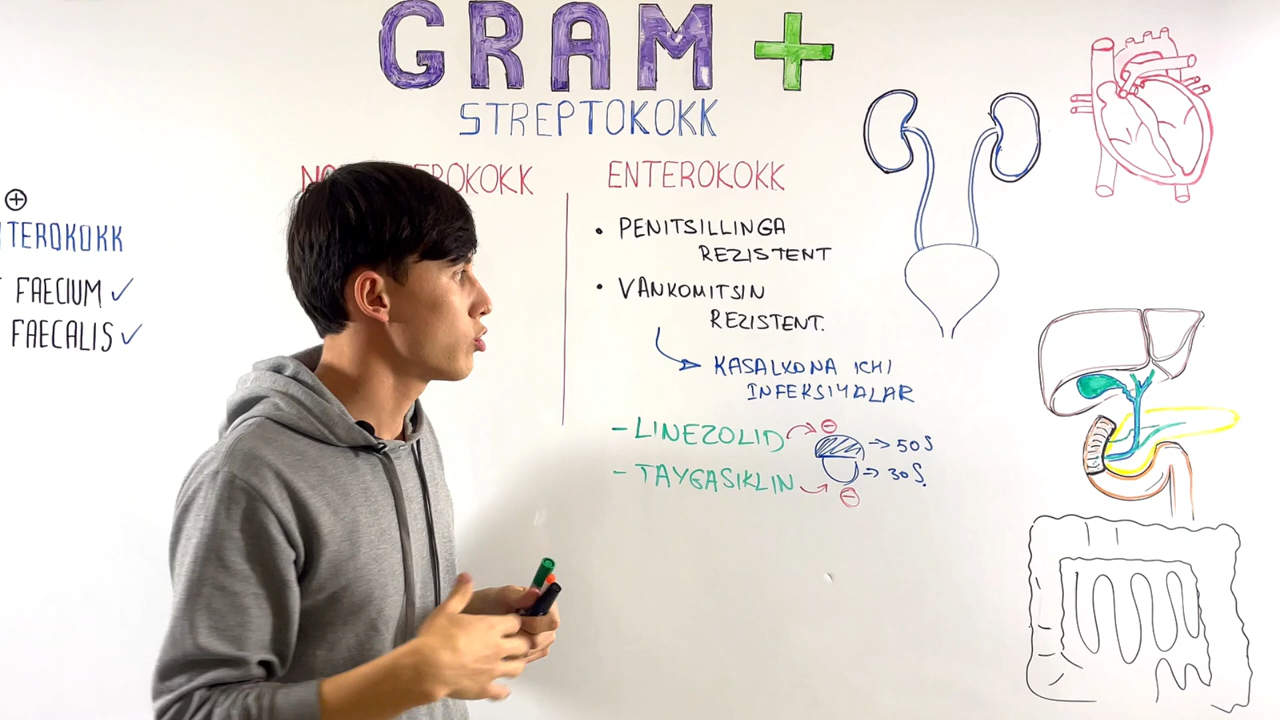 GRAM +
STREPTOKOKK
ENTEROKOKK
TEROKOKK
FAECIUM ✓
FAECALIS ✓
• PENITSILLINGA
REZISTENT
• VANKOMITSIN
REZISTENT.
KASALXONA ICHI
INFEKSIYALAR
- LINEZOLID
→ 50S
- TAYGASIKLIN
→ 30S